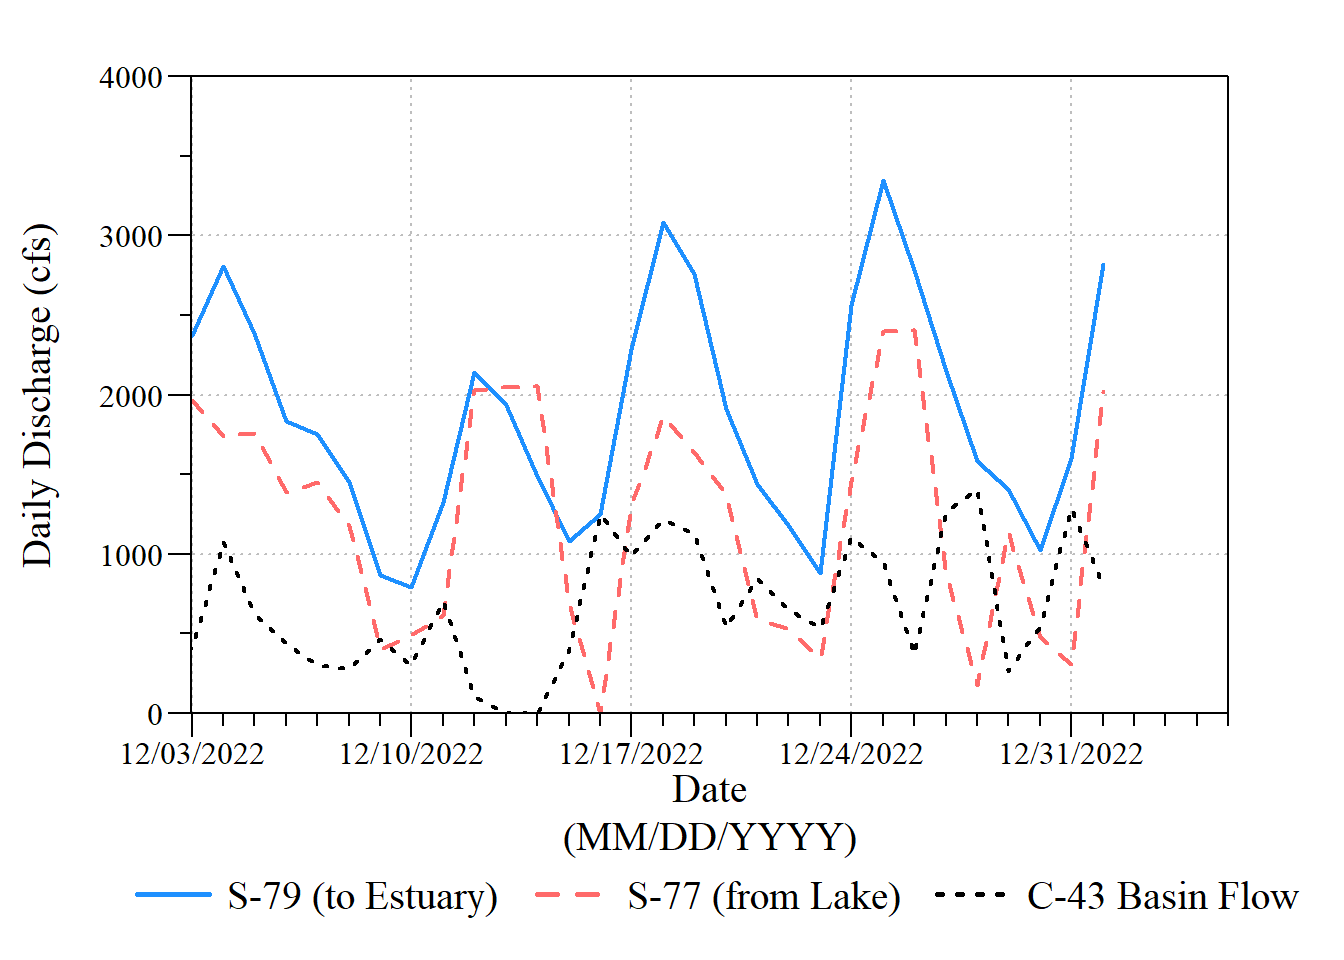 4000
3000
2000
1000
0
Daily Discharge (cfs)
12/03/2022 12/10/2022 12/17/2022 12/24/2022 12/31/2022
Date
(MM/DD/YYYY)
S-79 (to Estuary) S-77 (from Lake) C-43 Basin Flow